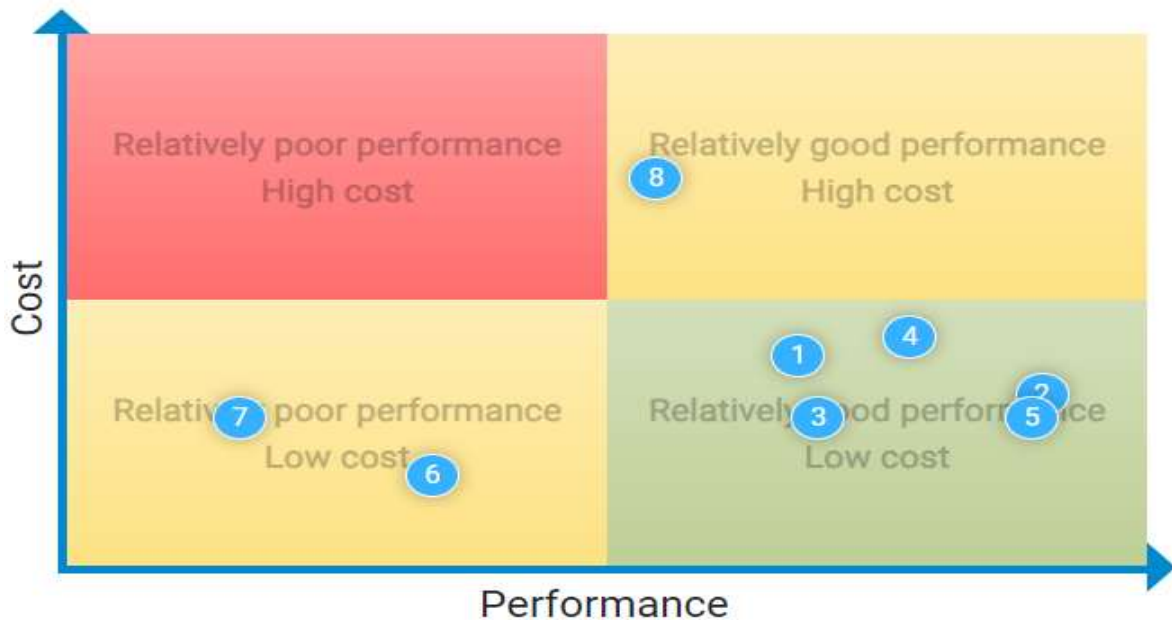 Relatively poor performance
High cost
Relatively good performance
High cost
8
Cost
Relatively poor performance
Low cost
7
6
Relatively good performance
Low cost
1
4
3
2
5
Performance